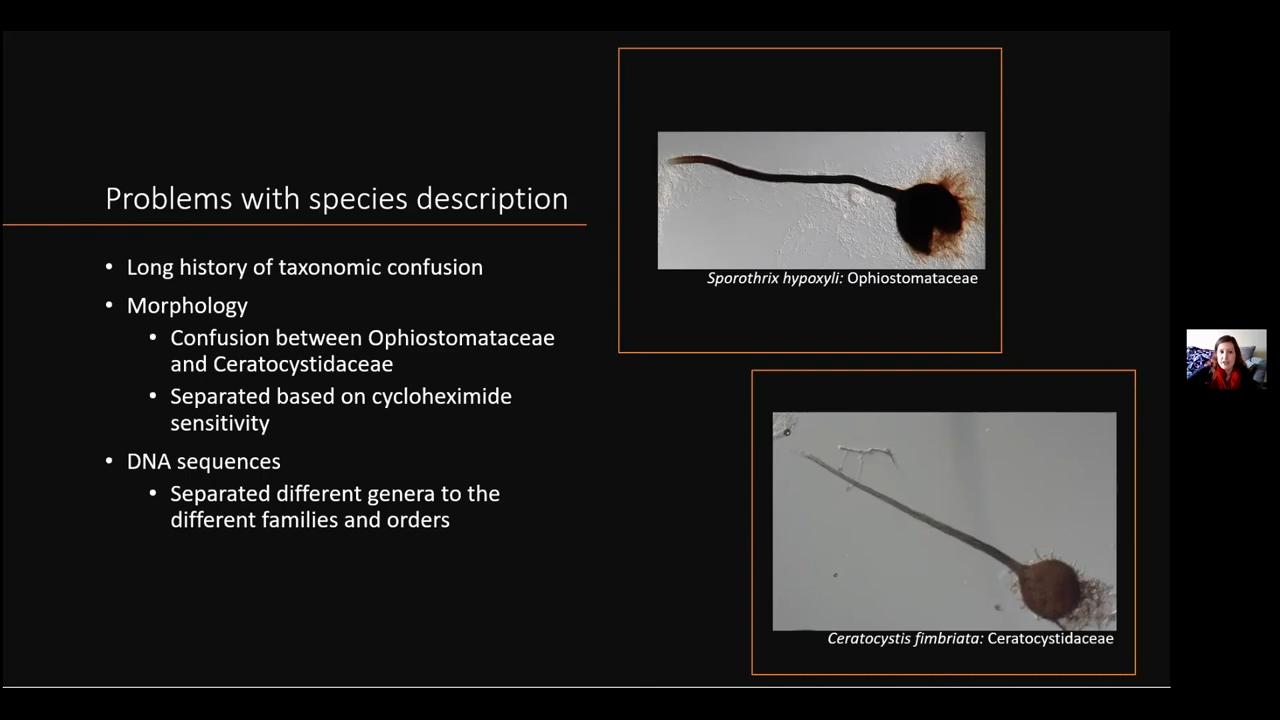 Problems with species description
• Long history of taxonomic confusion
• Morphology
• Confusion between Ophiostomataceae
and Ceratocystidaceae
• Separated based on cycloheximide
sensitivity
• DNA sequences
• Separated different genera to the
different families and orders
Sporothrix hypoxyli: Ophiostomataceae
Ceratocystis fimbriata: Ceratocystidaceae